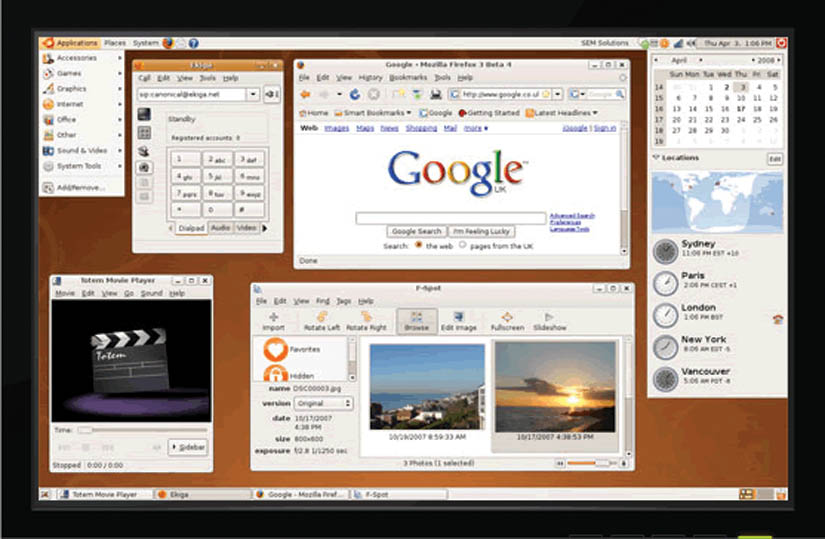 Applications Places System
SEM Solutions
Thu Apr 3, 1:06 PM
Accessories
Games
Graphics
Internet
Office
Other
Sound & Video
System Tools
Add/Remove...
Ekiga
Call Edit View Tools Help
sip:canonical@ekiga.net
Standby
Registered accounts: 0
1 2 abc 3 def
4 ghi 5 jkl 6 mno
7 pqrs 8 tuv 9 wxyz
* 0 #
Dialpad Audio Video
Google - Mozilla Firefox 3 Beta 4
File Edit View History Bookmarks Tools Help
http://www.google.co.uk
Google
Home Smart Bookmarks Google Getting Started Latest Headlines
Web Images Maps News Shopping Mail more
iGoogle | Sign in
Google
UK
Advanced Search
Preferences
Language Tools
Google Search I'm Feeling Lucky
Search: the web pages from the UK
Done
April 2008
Sun Mon Tue Wed Thu Fri Sat
14 1 2 3 4 5
15 6 7 8 9 10 11 12
16 13 14 15 16 17 18 19
17 20 21 22 23 24 25 26
18 27 28 29 30
19
Locations Edit
Sydney
11:06 PM EST +10
Paris
2:06 PM CEST +1
London
1:06 PM BST
New York
8:06 AM EDT -5
Vancouver
5:06 AM PDT -8
Totem Movie Player
Movie Edit View Go Sound Help
Totem
Time:
Sidebar
Stopped 0:00 / 0:00
F-Spot
File Edit View Find Tags Help
Import Rotate Left Rotate Right Browse Edit Image Fullscreen Slideshow
Favorites
Hidden
name DSC00003.jpg
version Original
date 10/17/2007
4:38 PM
size 800x600
exposure f/2.8 1/1250 sec
10/19/2007 8:59:33 AM
10/17/2007 4:38:53 PM
3 Photos (1 selected)
Totem Movie Player Ekiga Google - Mozilla Firef... F-Spot